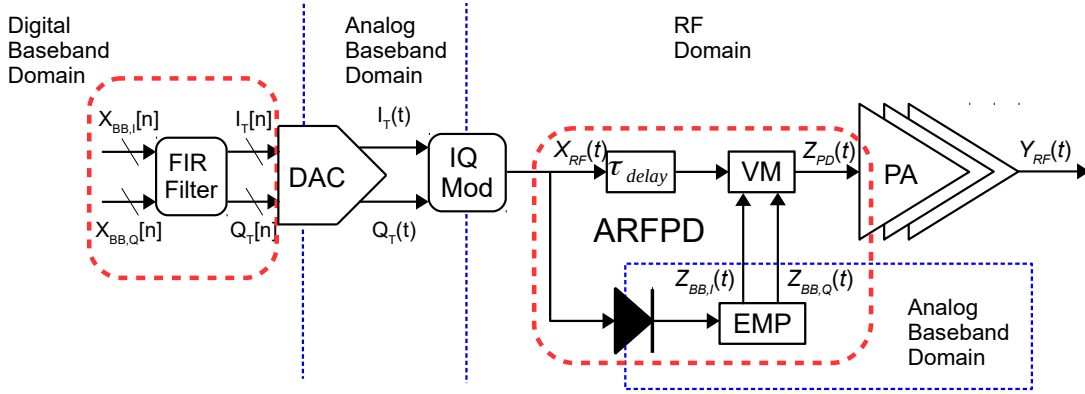 Digital
Baseband
Domain
Analog
Baseband
Domain
RF
Domain
X_BB,I[n]
I_T[n]
I_T(t)
FIR
Filter
DAC
IQ
Mod
X_RF(t)
τ_delay
VM
Z_PD(t)
PA
Y_RF(t)
X_BB,Q[n]
Q_T[n]
Q_T(t)
ARFPD
Z_BB,I(t)
Z_BB,Q(t)
EMP
Analog
Baseband
Domain